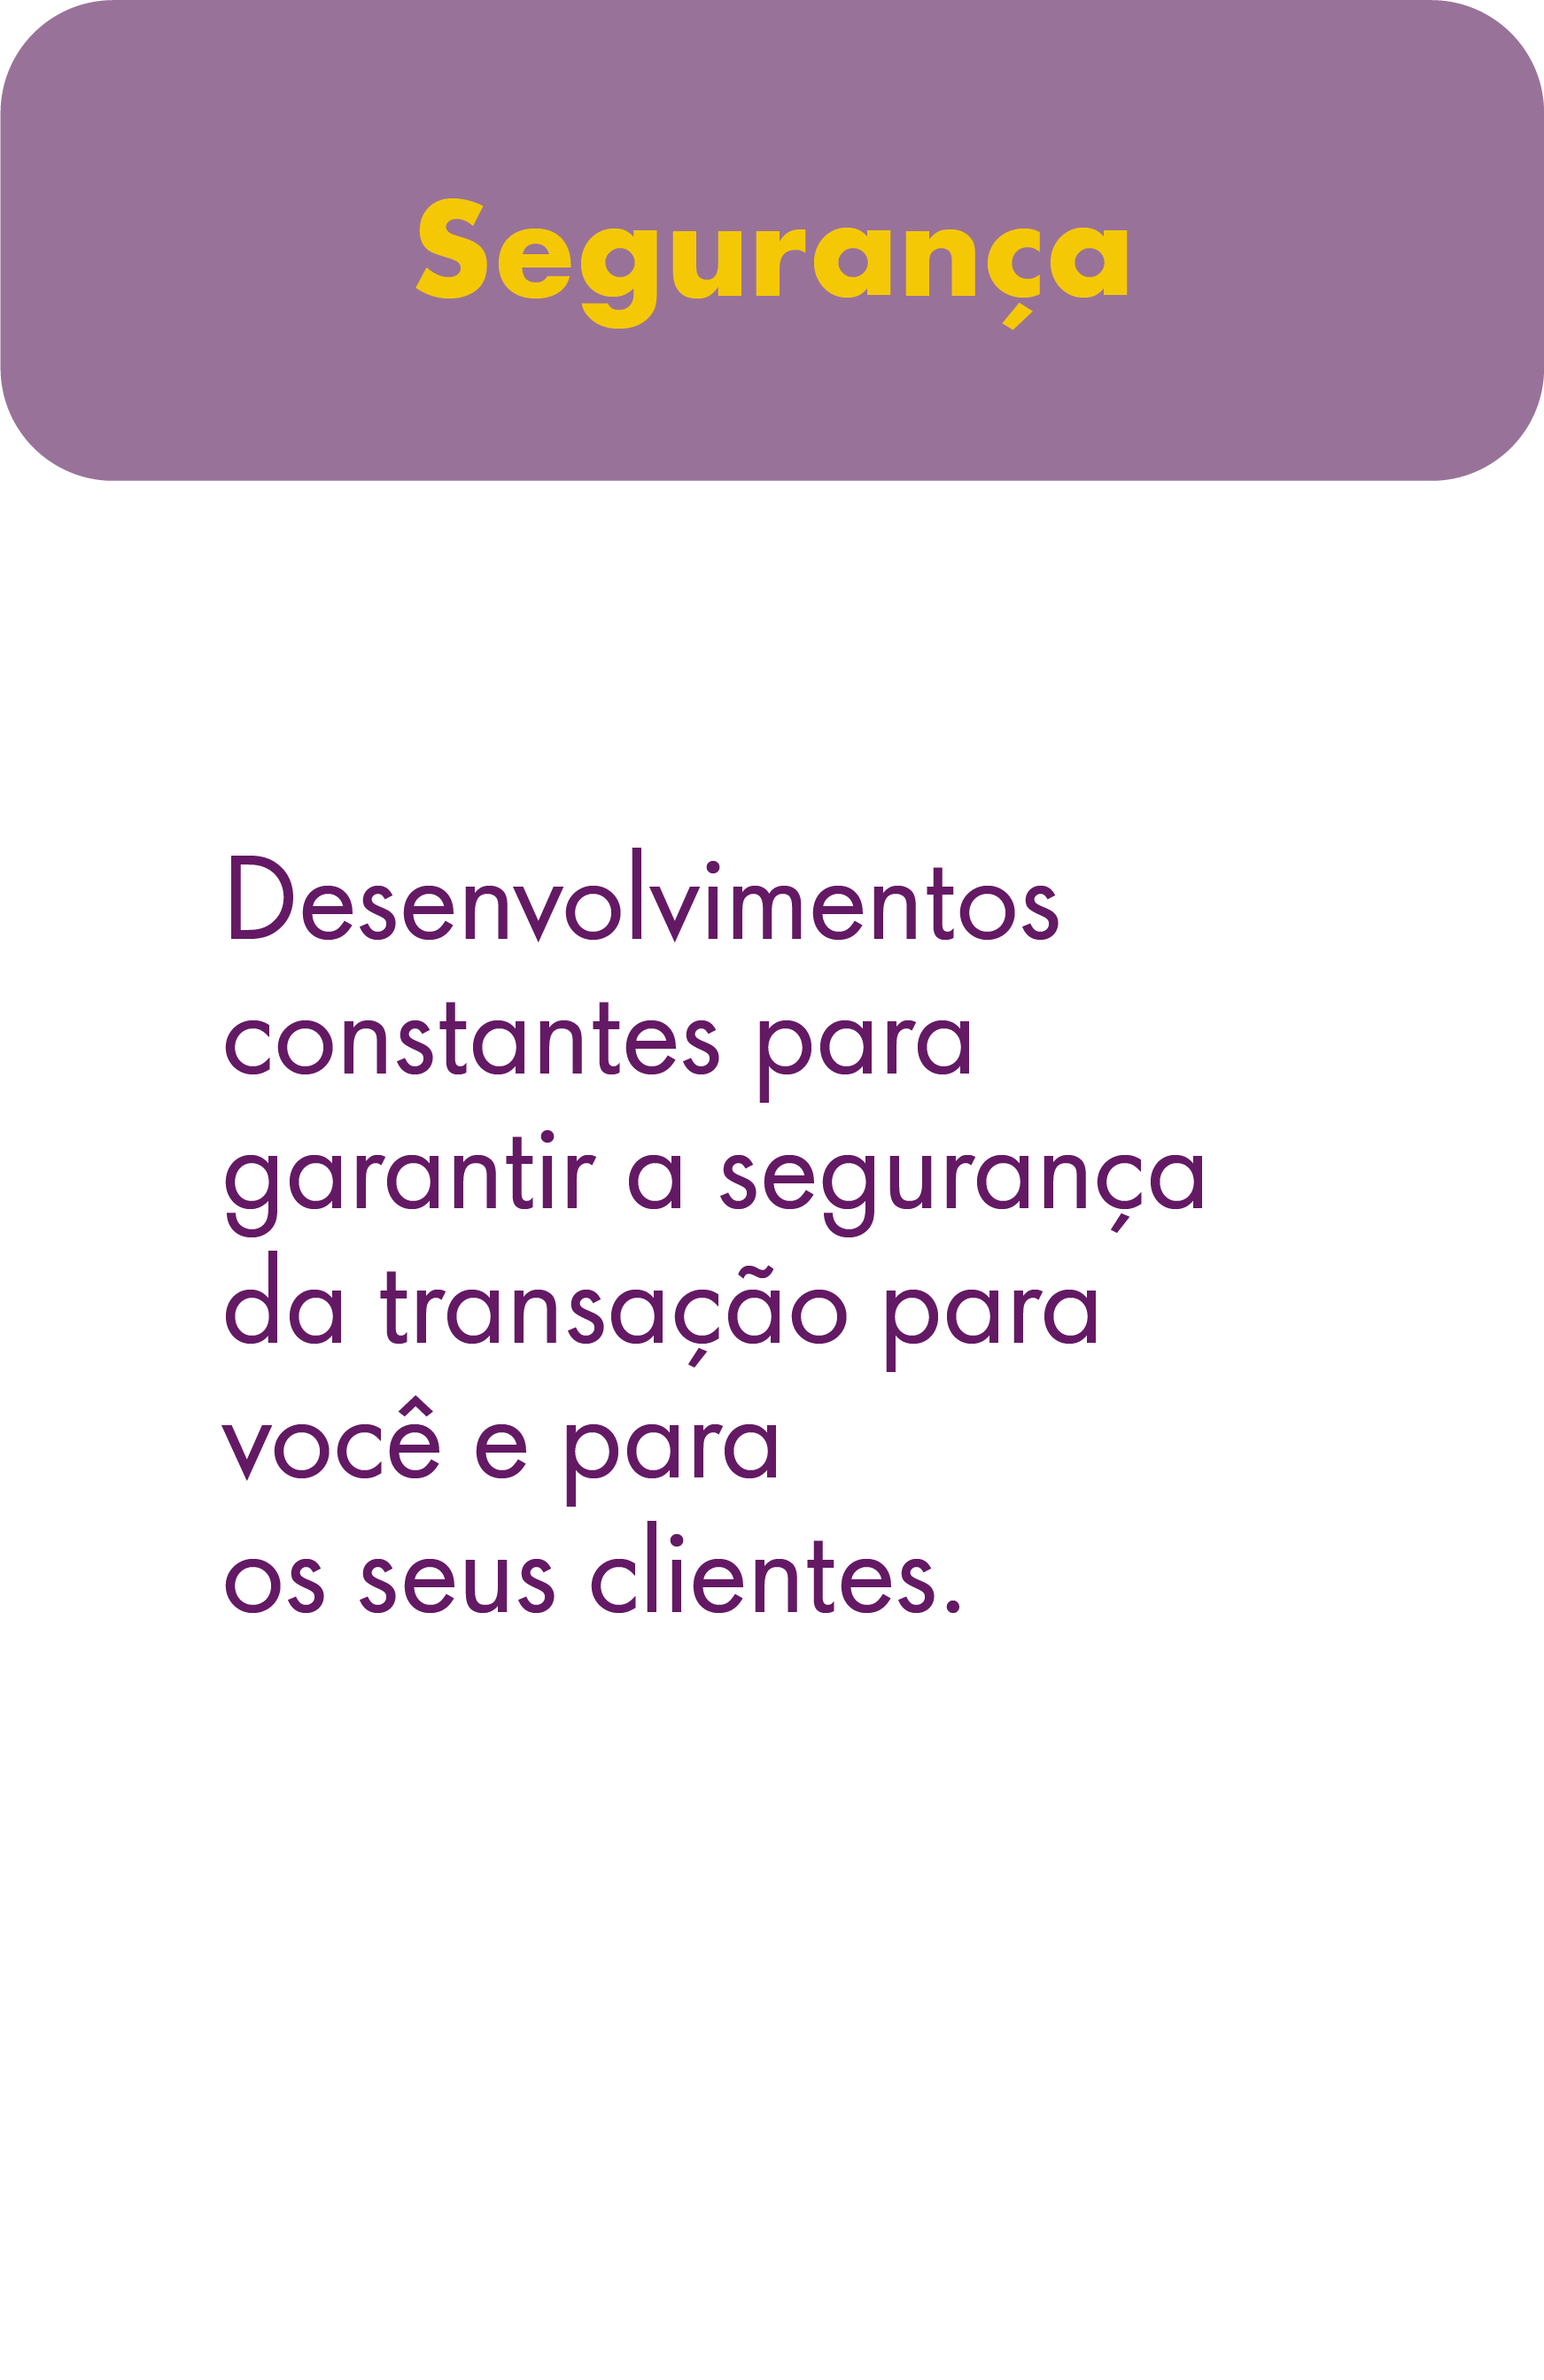 Segurança
Desenvolvimentos
constantes para
garantir a segurança
da transação para
você e para
os seus clientes.